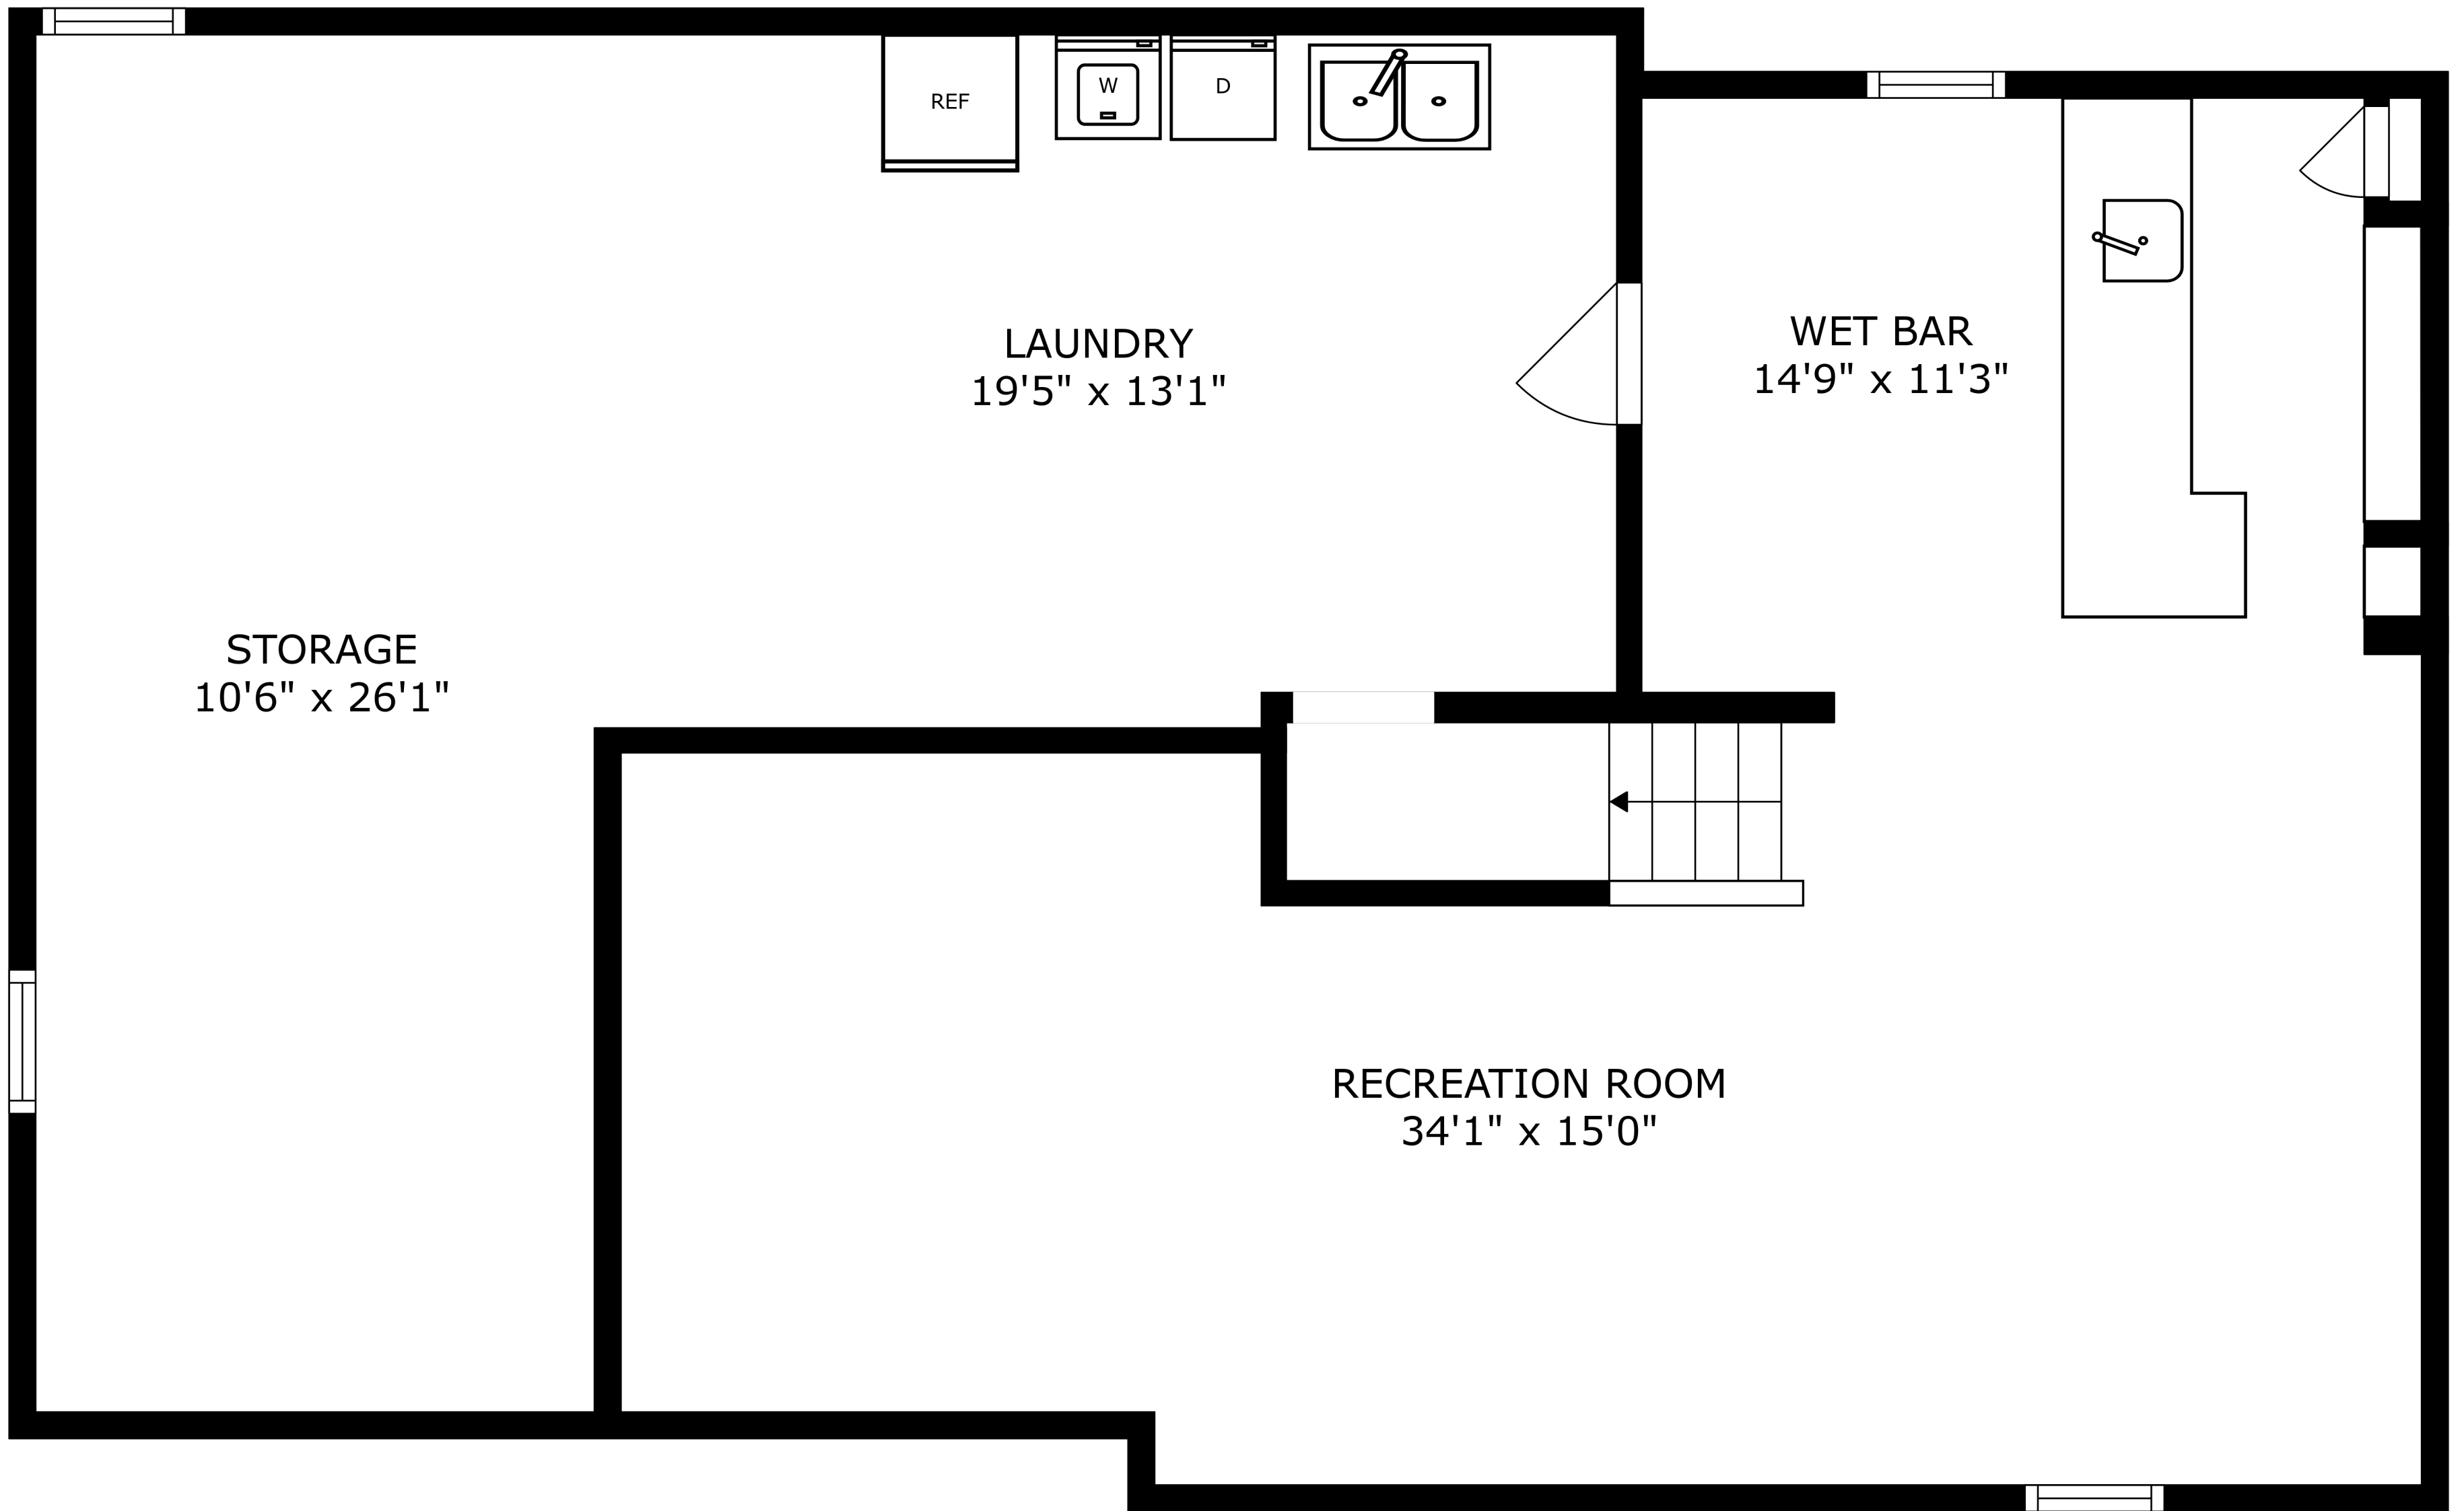 REF
W
D
LAUNDRY
19'5" x 13'1"
WET BAR
14'9" x 11'3"
STORAGE
10'6" x 26'1"
RECREATION ROOM
34'1" x 15'0"